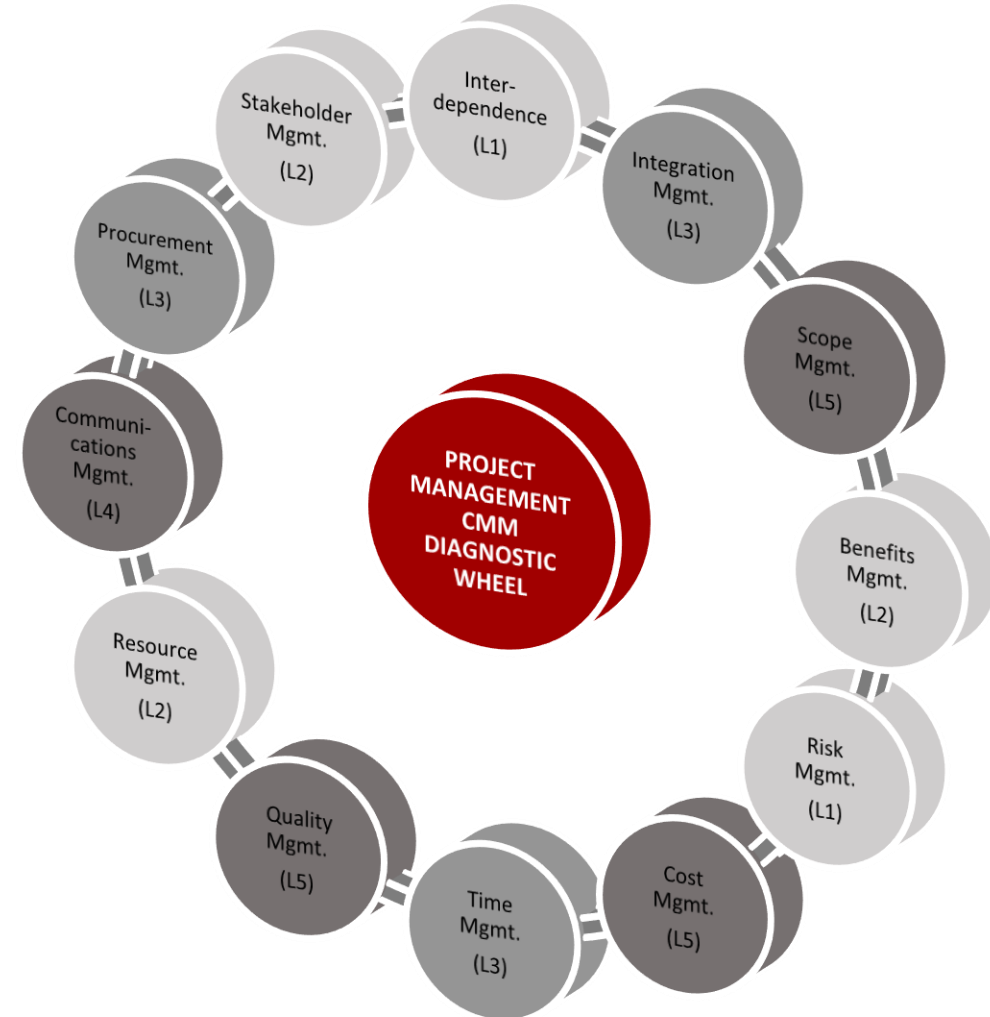 Inter-
dependence
(L1)
Integration
Mgmt.
(L3)
Scope
Mgmt.
(L5)
Benefits
Mgmt.
(L2)
Risk
Mgmt.
(L1)
Cost
Mgmt.
(L5)
Time
Mgmt.
(L3)
Quality
Mgmt.
(L5)
Resource
Mgmt.
(L2)
Communi-
cations
Mgmt.
(L4)
Procurement
Mgmt.
(L3)
Stakeholder
Mgmt.
(L2)
PROJECT
MANAGEMENT
CMM
DIAGNOSTIC
WHEEL